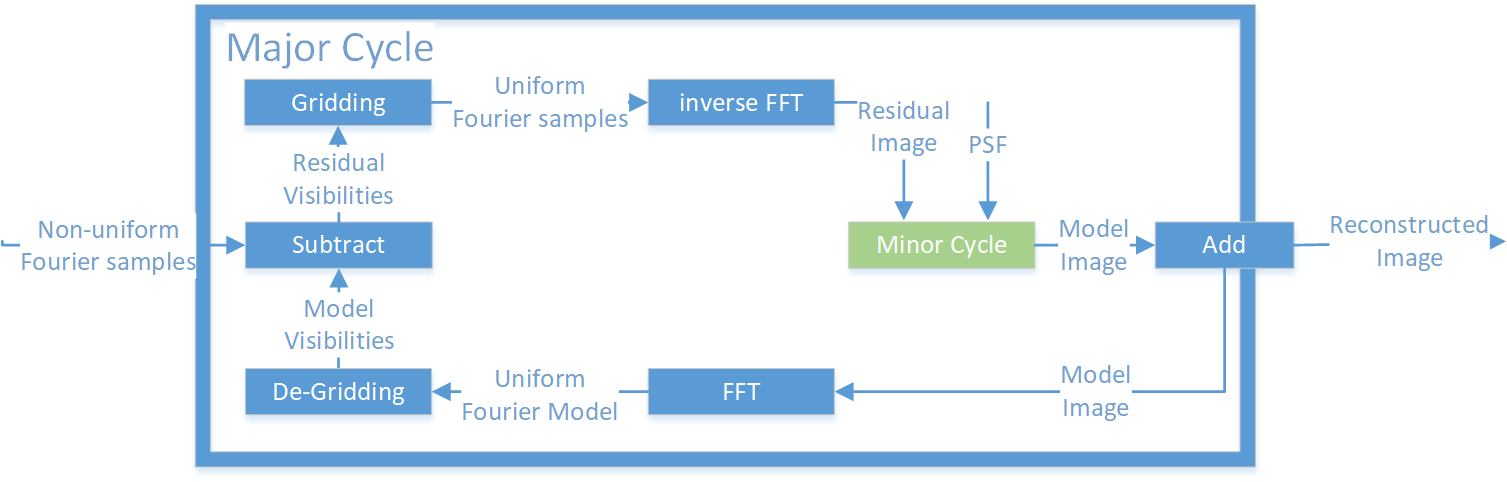 Major Cycle
Gridding
Uniform
Fourier samples
inverse FFT
Residual
Image
PSF
Residual
Visibilities
Non-uniform
Fourier samples
Subtract
Minor Cycle
Model
Image
Add
Reconstructed
Image
Model
Visibilities
De-Gridding
Uniform
Fourier Model
FFT
Model
Image